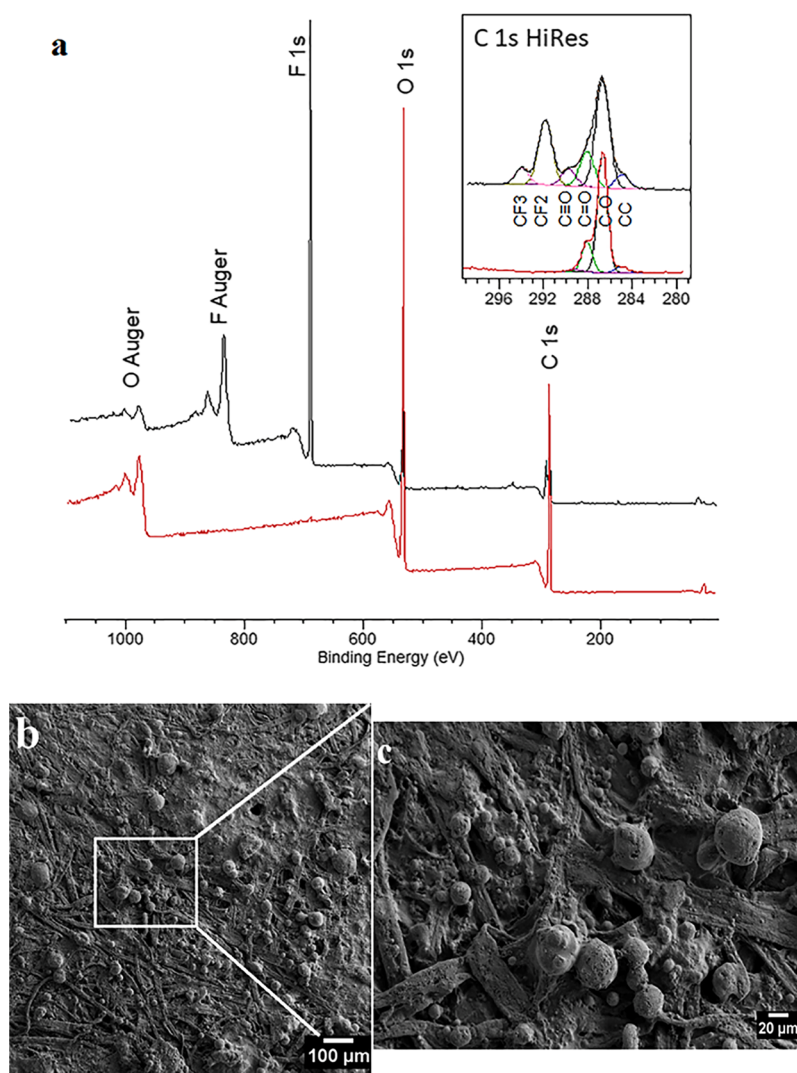 a
C 1s HiRes
F 1s
O 1s
CF3
CF2
C≡O
C=O
C O
CC
296 292 288 284 280
O Auger
F Auger
C 1s
1000 800 600 400 200
Binding Energy (eV)
b
100 µm
c
20 µm